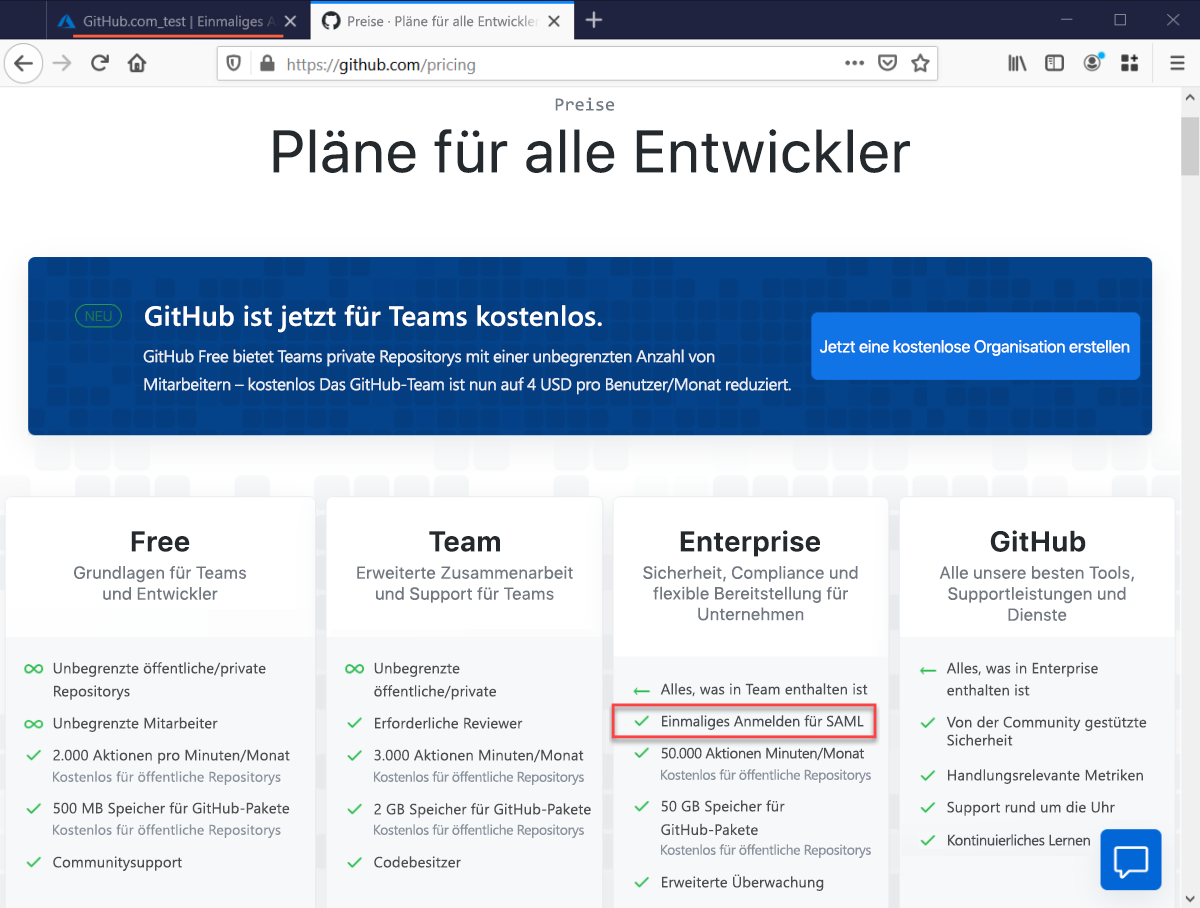 GitHub.com_test | Einmaliges A
Preise · Pläne für alle Entwickler
https://github.com/pricing
Preise
Pläne für alle Entwickler
NEU
GitHub ist jetzt für Teams kostenlos.
GitHub Free bietet Teams private Repositorys mit einer unbegrenzten Anzahl von
Mitarbeitern – kostenlos Das GitHub-Team ist nun auf 4 USD pro Benutzer/Monat reduziert.
Jetzt eine kostenlose Organisation erstellen
Free
Grundlagen für Teams
und Entwickler
Unbegrenzte öffentliche/private
Repositorys
Unbegrenzte Mitarbeiter
2.000 Aktionen pro Minuten/Monat
Kostenlos für öffentliche Repositorys
500 MB Speicher für GitHub-Pakete
Kostenlos für öffentliche Repositorys
Communitysupport
Team
Erweiterte Zusammenarbeit
und Support für Teams
Unbegrenzte
öffentliche/private
Erforderliche Reviewer
3.000 Aktionen Minuten/Monat
Kostenlos für öffentliche Repositorys
2 GB Speicher für GitHub-Pakete
Kostenlos für öffentliche Repositorys
Codebesitzer
Enterprise
Sicherheit, Compliance und
flexible Bereitstellung für
Unternehmen
Alles, was in Team enthalten ist
Einmaliges Anmelden für SAML
50.000 Aktionen Minuten/Monat
Kostenlos für öffentliche Repositorys
50 GB Speicher für
GitHub-Pakete
Kostenlos für öffentliche Repositorys
Erweiterte Überwachung
GitHub
Alle unsere besten Tools,
Supportleistungen und
Dienste
Alles, was in Enterprise
enthalten ist
Von der Community gestützte
Sicherheit
Handlungsrelevante Metriken
Support rund um die Uhr
Kontinuierliches Lernen